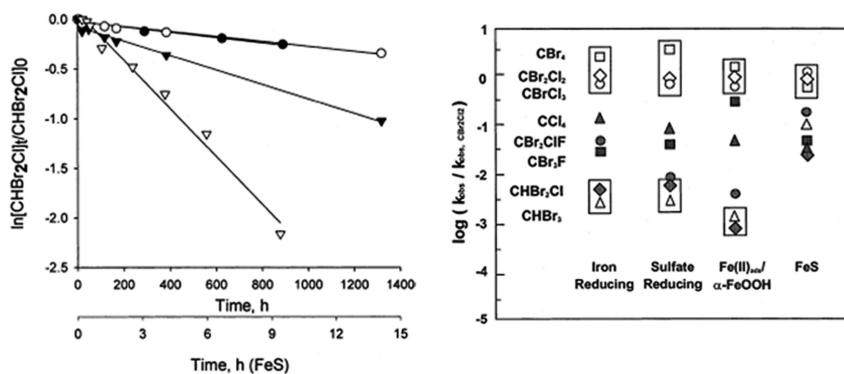 ln[CHBr2Cl]t/CHBr2Cl]0
0.0
-0.5
-1.0
-1.5
-2.0
-2.5
0 200 400 600 800 1000 1200 1400
Time, h
0 3 6 9 12 15
Time, h (FeS)
log ( kobs / kobs, CBr2Cl2)
1
0
-1
-2
-3
-4
-5
CBr₄
CBr₂Cl₂
CBrCl₃
CCl₄
CBr₂ClF
CBr₃F
CHBr₂Cl
CHBr₃
Iron
Reducing
Sulfate
Reducing
Fe(II)ads/
α-FeOOH
FeS